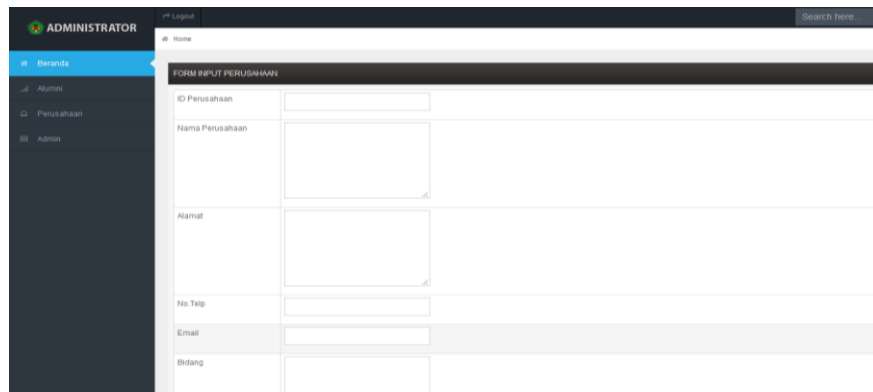 ADMINISTRATOR
Logout
Search here...
Home
Beranda
Alumni
Perusahaan
Admin
FORM INPUT PERUSAHAAN
ID Perusahaan
Nama Perusahaan
Alamat
No.Telp
Email
Bidang